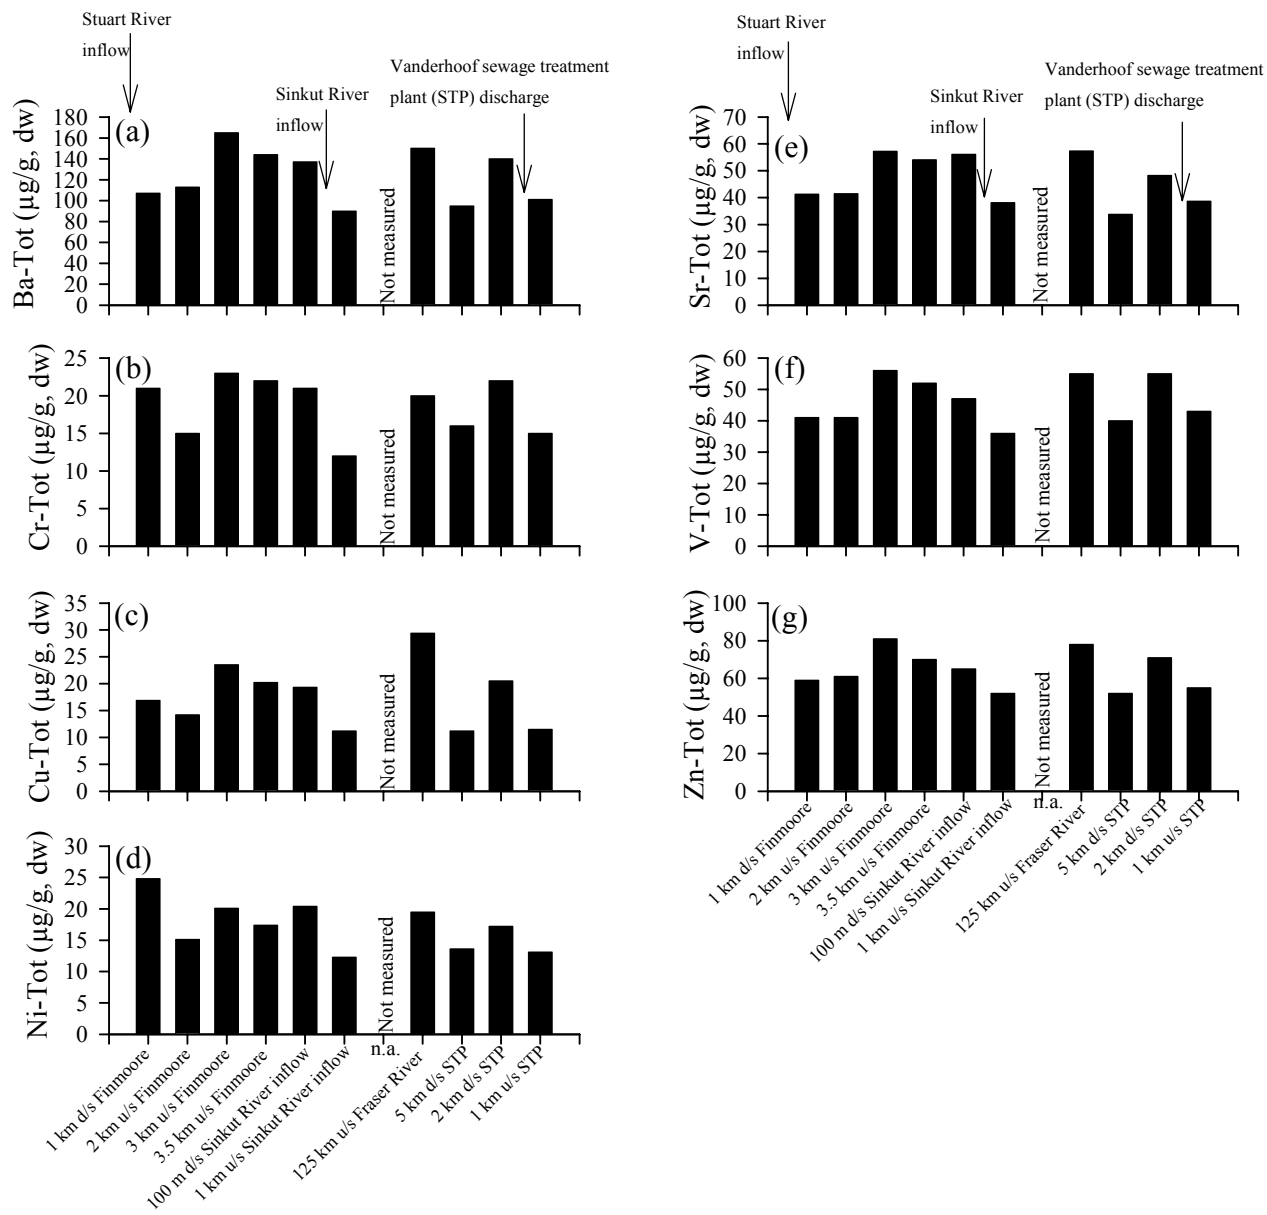 Stuart River
inflow
Sinkut River
inflow
Vanderhoof sewage treatment
plant (STP) discharge
(a)
Ba-Tot (µg/g, dw)
180
160
140
120
100
80
60
40
20
0
Not measured
(b)
Cr-Tot (µg/g, dw)
25
20
15
10
5
0
Not measured
(c)
Cu-Tot (µg/g, dw)
35
30
25
20
15
10
5
0
Not measured
(d)
Ni-Tot (µg/g, dw)
30
25
20
15
10
5
0
Not measured
n.a.
1 km d/s Finmoore
2 km u/s Finmoore
3 km u/s Finmoore
3.5 km u/s Finmoore
100 m d/s Sinkut River inflow
1 km u/s Sinkut River inflow
125 km u/s Fraser River
5 km d/s STP
2 km d/s STP
1 km u/s STP
Stuart River
inflow
Sinkut River
inflow
Vanderhoof sewage treatment
plant (STP) discharge
(e)
Sr-Tot (µg/g, dw)
70
60
50
40
30
20
10
0
Not measured
(f)
V-Tot (µg/g, dw)
60
50
40
30
20
10
0
Not measured
(g)
Zn-Tot (µg/g, dw)
100
80
60
40
20
0
Not measured
n.a.
1 km d/s Finmoore
2 km u/s Finmoore
3 km u/s Finmoore
3.5 km u/s Finmoore
100 m d/s Sinkut River inflow
1 km u/s Sinkut River inflow
125 km u/s Fraser River
5 km d/s STP
2 km d/s STP
1 km u/s STP